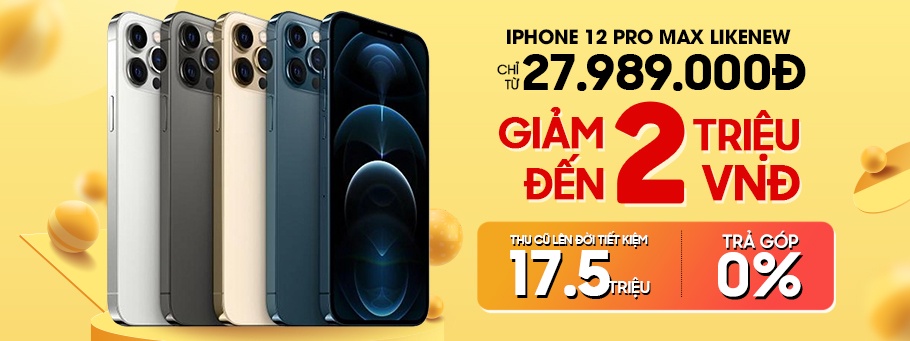 IPHONE 12 PRO MAX LIKENEW
CHỈ TỪ 27.989.000Đ
GIẢM ĐẾN 2 TRIỆU VNĐ
THU CŨ LÊN ĐỜI TIẾT KIỆM
17.5 TRIỆU
TRẢ GÓP
0%